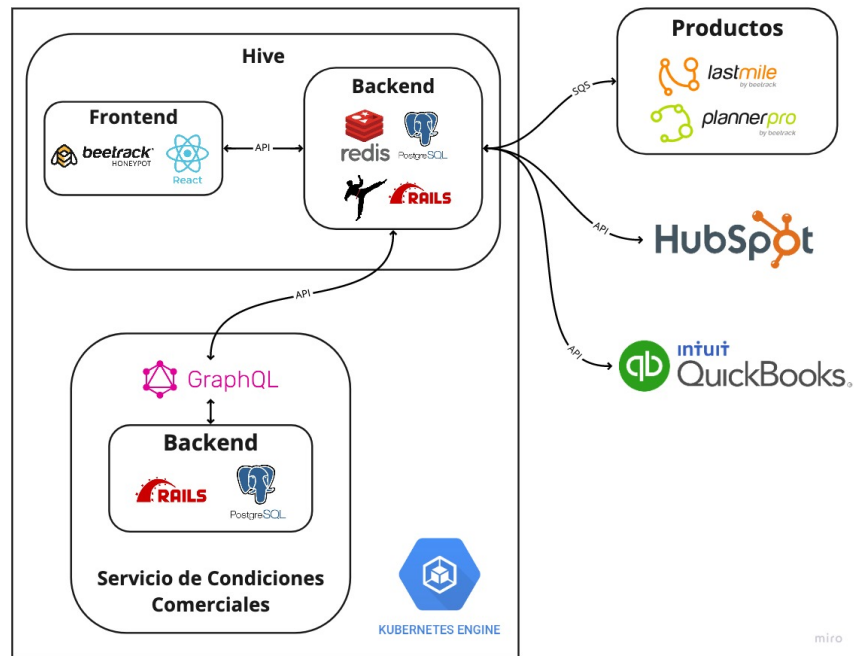 Hive
Frontend
beetrack
HONEYPOT
React
API
Backend
redis
PostgreSQL
RAILS
SQS
Productos
lastmile
by beetrack
plannerpro
by beetrack
API
HubSpot
API
intuit
qb
QuickBooks
API
GraphQL
Backend
RAILS
PostgreSQL
Servicio de Condiciones
Comerciales
KUBERNETES ENGINE
miro